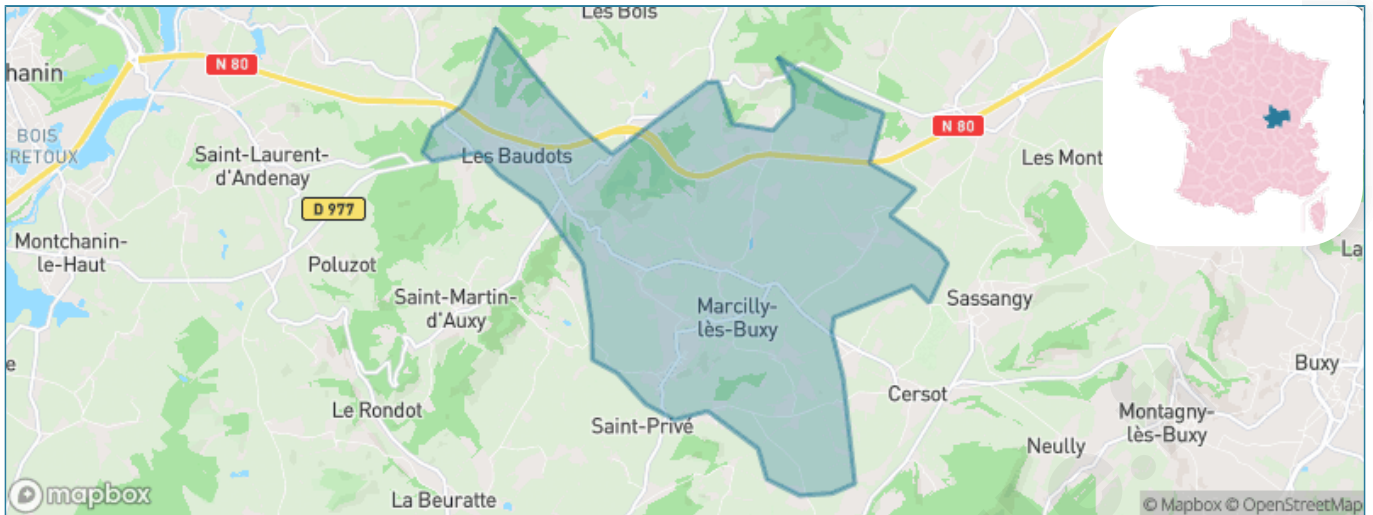 Les Bois
chanin
N 80
N 80
BOIS
RETOUX
Saint-Laurent-
d'Andenay
Les Baudots
Les Mont
D 977
Montchanin-
le-Haut
Poluzot
La
Saint-Martin-
d'Auxy
Marcilly-
lès-Buxy
Sassangy
e
Buxy
Cersot
Le Rondot
Saint-Privé
Montagny-
lès-Buxy
Neully
La Beuratte
mapbox
© Mapbox © OpenStreetMap